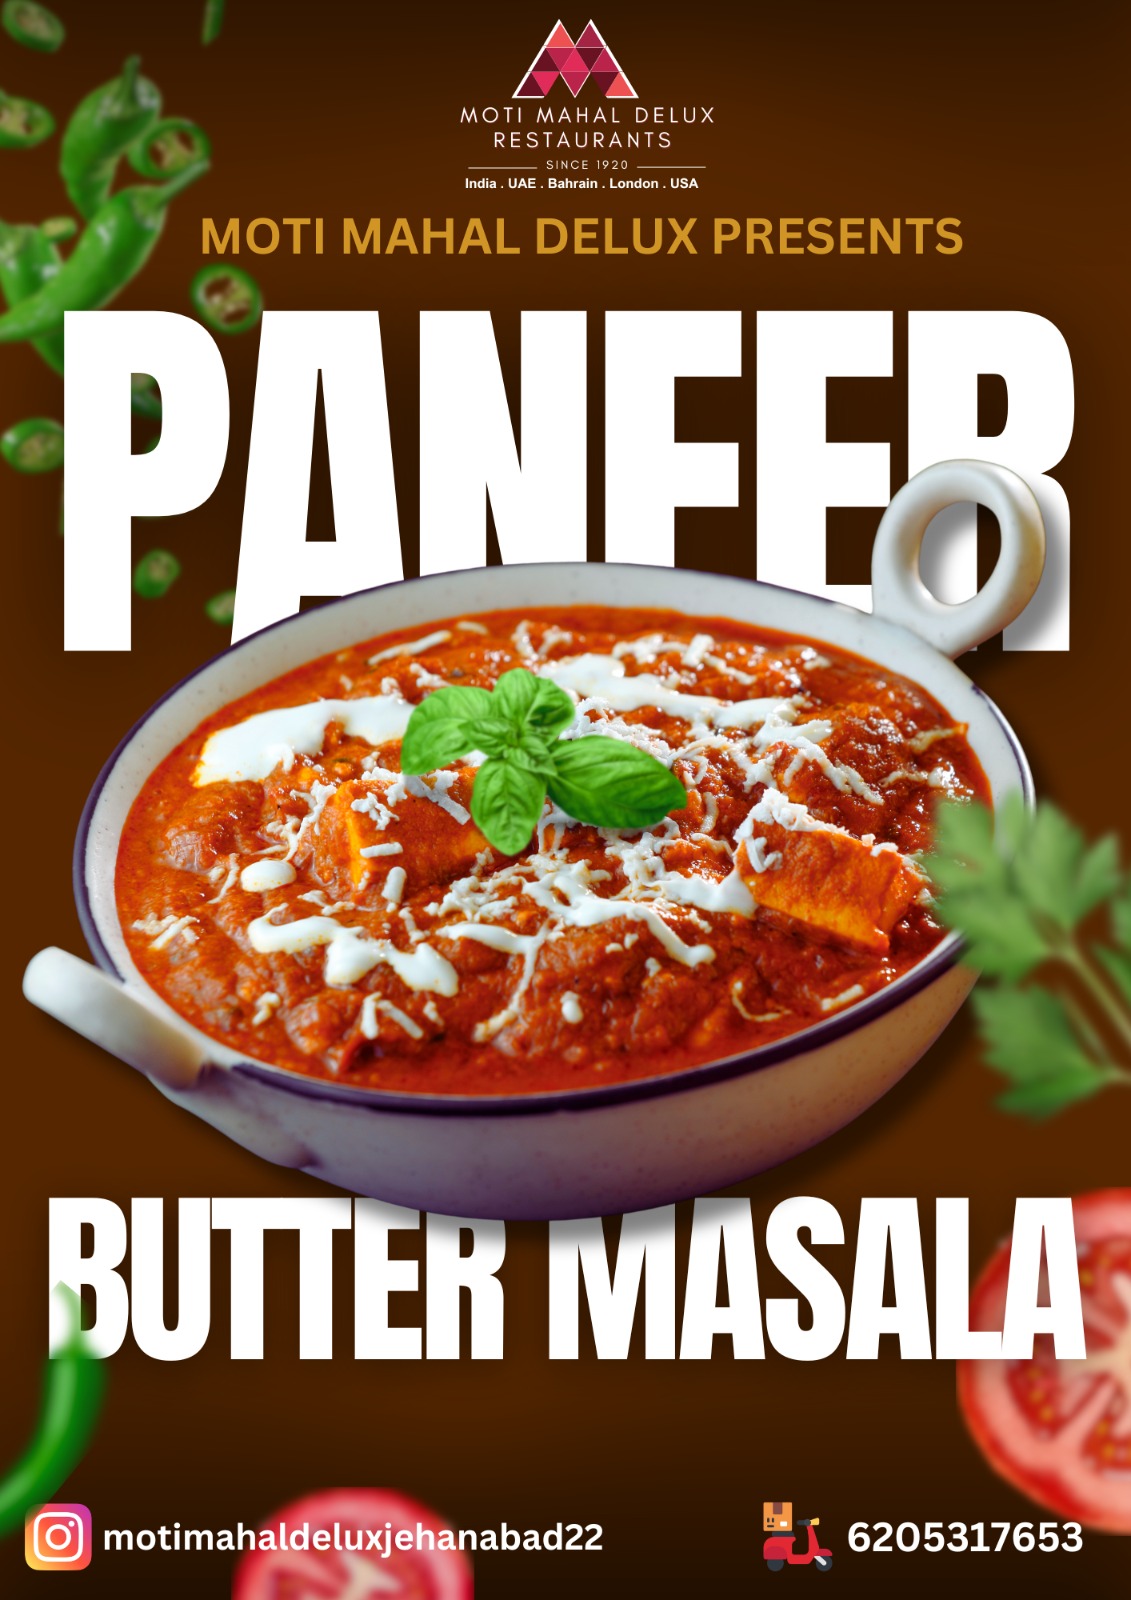 MOTI MAHAL DELUX
RESTAURANTS
SINCE 1920
India . UAE . Bahrain . London . USA
MOTI MAHAL DELUX PRESENTS
PANEER
BUTTER MASALA
motimahaldeluxjehanabad22
6205317653